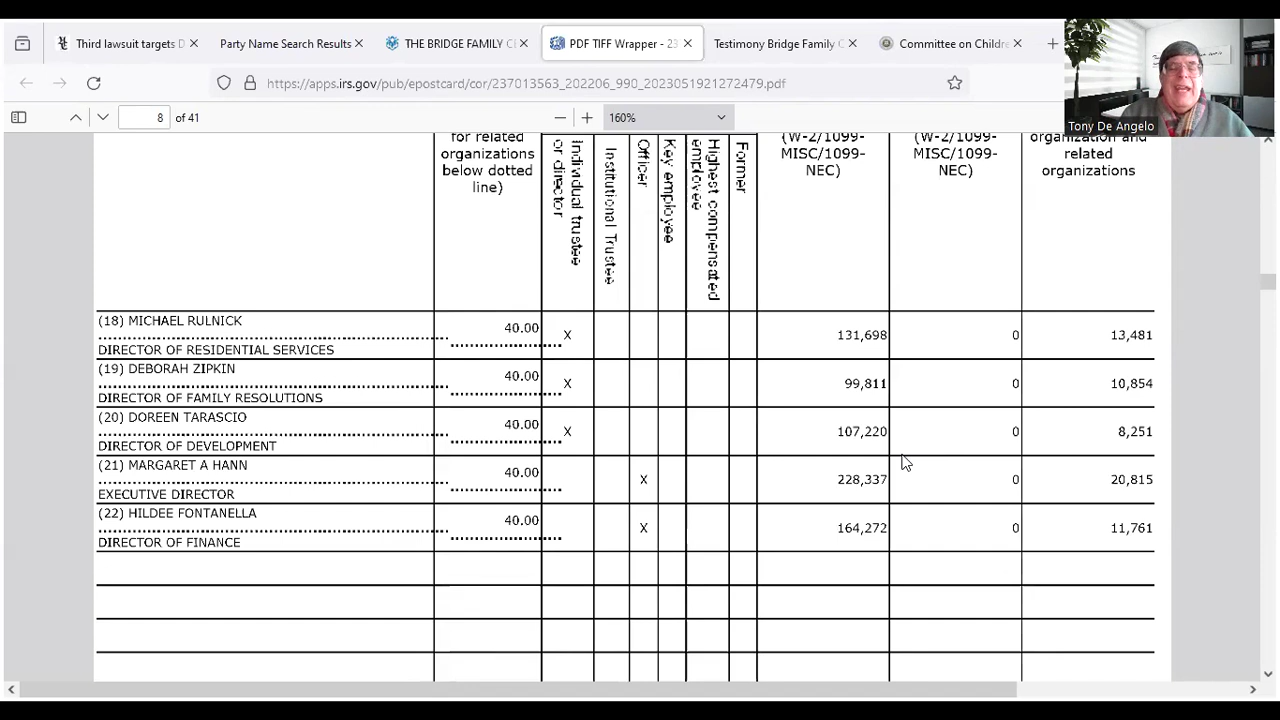 Third lawsuit targets D
Party Name Search Results
THE BRIDGE FAMILY C
PDF TIFF Wrapper - 23
Testimony Bridge Family C
Committee on Childre
https://apps.irs.gov/pub/epostcard/cor/237013563_202206_990_2023051921272479.pdf
8 of 41
160%
Tony De Angelo
for related
organizations
below dotted
line)
Individual trustee
or director
Institutional Trustee
Officer
Key employee
Highest compensated
employee
Former
(W-2/1099-
MISC/1099-
NEC)
(W-2/1099-
MISC/1099-
NEC)
organization and
related
organizations
(18) MICHAEL RULNICK
DIRECTOR OF RESIDENTIAL SERVICES
40.00 X 131,698 0 13,481
(19) DEBORAH ZIPKIN
DIRECTOR OF FAMILY RESOLUTIONS
40.00 X 99,811 0 10,854
(20) DOREEN TARASCIO
DIRECTOR OF DEVELOPMENT
40.00 X 107,220 0 8,251
(21) MARGARET A HANN
EXECUTIVE DIRECTOR
40.00 X 228,337 0 20,815
(22) HILDEE FONTANELLA
DIRECTOR OF FINANCE
40.00 X 164,272 0 11,761